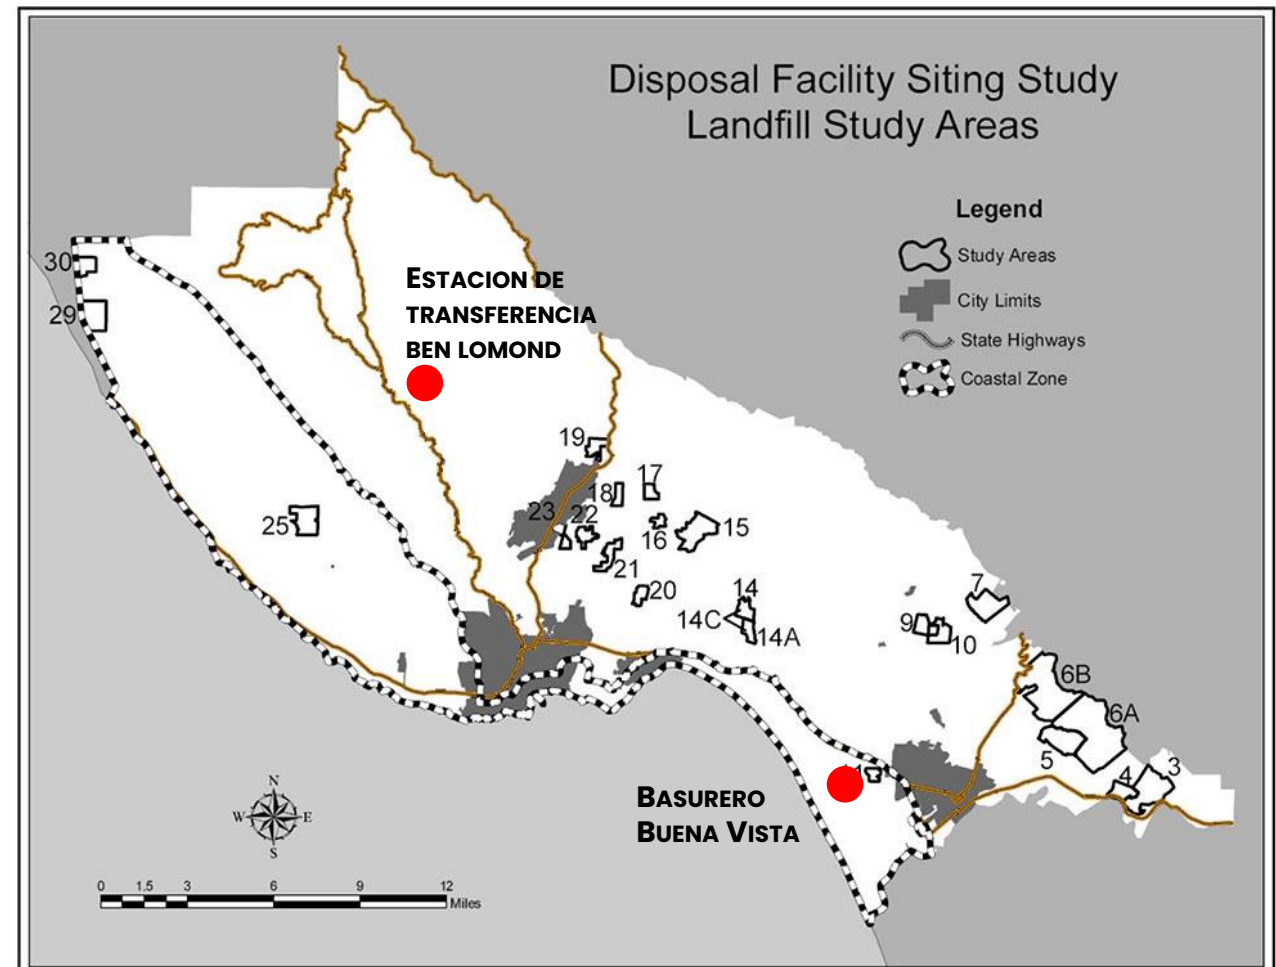 Disposal Facility Siting Study
Landfill Study Areas
Legend
Study Areas
City Limits
State Highways
Coastal Zone
30
29
ESTACION DE
TRANSFERENCIA
BEN LOMOND
19
17
18
23
22
25
16
15
21
20
14
14C
14A
7
9
10
6B
6A
5
4
3
BASURERO
BUENA VISTA
N
W
E
S
0 1.5 3 6 9 12
Miles